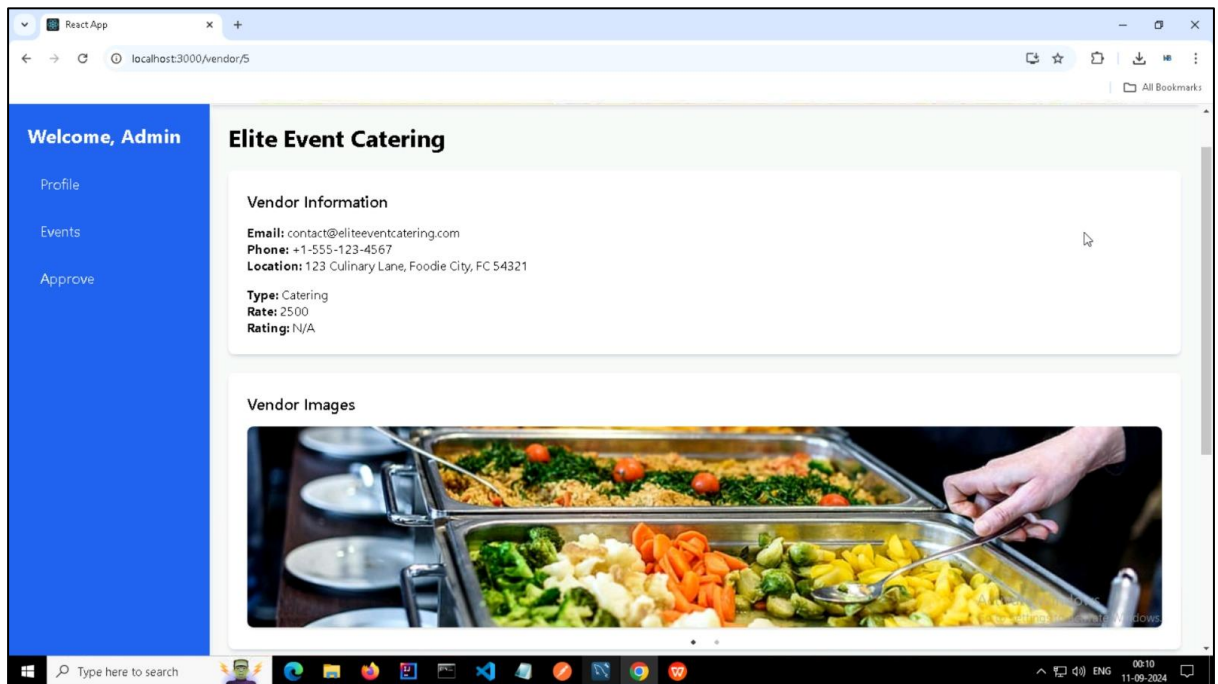 React App
localhost:3000/vendor/5
All Bookmarks
Welcome, Admin
Profile
Events
Approve
Elite Event Catering
Vendor Information
Email: contact@eliteeventcatering.com
Phone: +1-555-123-4567
Location: 123 Culinary Lane, Foodie City, FC 54321
Type: Catering
Rate: 2500
Rating: N/A
Vendor Images
Type here to search
ENG
00:10
11-09-2024